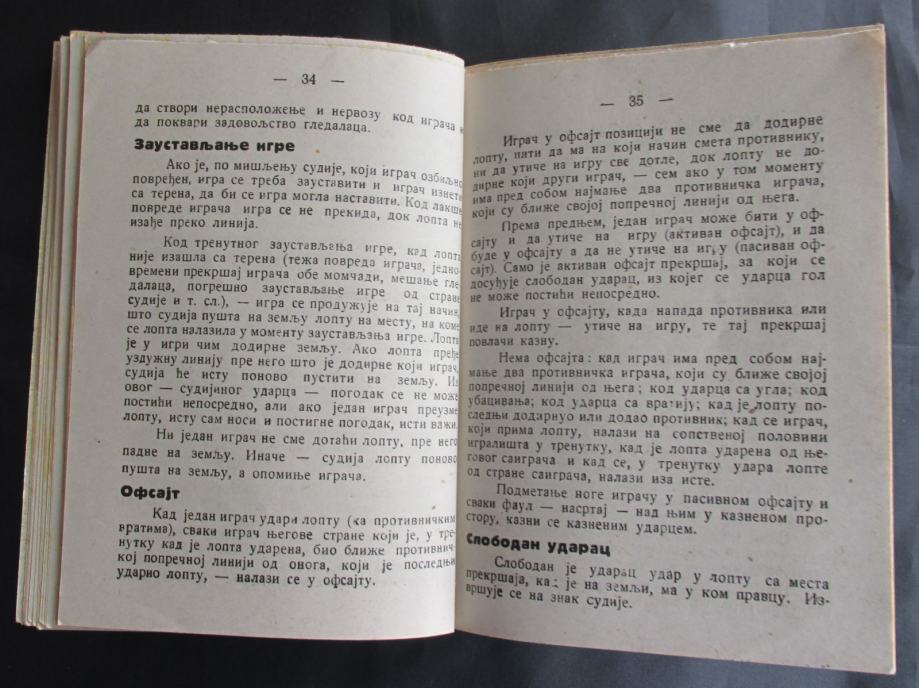 — 34 —
да створи нерасположење и нервозу код играча и
да поквари задовољство гледалаца.
Заустављање игре
Ако је, по мишљењу судије, који играч озбиљно
повређен, игра се треба зауставити и играч изнети
са терена, да би се игра могла наставити. Код лакше
повреде играча игра се не прекида, док лопта не
изађе преко линија.
Код тренутног заустављања игре, кад лопта
није изашла са терена (тежа повреда играча, једно-
времени прекршај играча обе момчади, мешање гле-
далаца, погрешно заустављање игре од стране
судије и т. сл.), — игра се продужује на тај начин,
што судија пушта на земљу лопту на месту, на коме
се лопта налазила у моменту заустављања игре. Лопта
је у игри чим додирне земљу. Ако лопта пређе
уздужну линију пре него што је додирне који играч,
судија ће исту поново пустити на земљу. Из
овог — судијиног ударца — погодак се не може
постићи непосредно, али ако један играч преузме
лопту, исту сам носи и постигне погодак, исти важи.
Ни један играч не сме дотаћи лопту, пре него
падне на земљу. Иначе — судија лопту поново
пушта на земљу, а опомиње играча.
Офсајт
Кад један играч удари лопту (ка противничким
вратима), сваки играч његове стране који је, у тре-
нутку кад је лопта ударена, био ближе противнич-
кој попречној линији од онога, који је последњи
ударио лопту, — налази се у офсајту.
— 35 —
Играч у офсајт позицији не сме да додирне
лопту, нити да ма на који начин смета противнику,
ни да утиче на игру све дотле, док лопту не до-
дирне који други играч, — сем ако у том моменту
има пред собом најмање два противничка играча,
који су ближе својој попречној линији од њега.
Према предњем, један играч може бити у оф-
сајту и да утиче на игру (активан офсајт), и да
буде у офсајту а да не утиче на игру (пасиван оф-
сајт). Само је активан офсајт прекршај, за који се
досуђује слободан ударац, из којег се ударца гол
не може постићи непосредно.
Играч у офсајту, када напада противника или
иде на лопту — утиче на игру, те тај прекршај
повлачи казну.
Нема офсајта: кад играч има пред собом нај-
мање два противничка играча, који су ближе својој
попречној линији од њега; код ударца са угла; код
убацивања; код ударца са вратију; кад је лопту по-
следњи додирнуо или додао противник; кад се играч,
који прима лопту, налази на сопственој половини
игралишта у тренутку, кад је лопта ударена од ње-
говог саиграча и кад се, у тренутку удара лопте
од стране саиграча, налази иза исте.
Подметање ноге играчу у пасивном офсајту и
сваки фаул — насртај — над њим у казненом про-
стору, казни се казненим ударцем.
Слободан ударац
Слободан је ударац удар у лопту са места
прекршаја, кад је на земљи, ма у ком правцу. Из-
вршује се на знак судије.